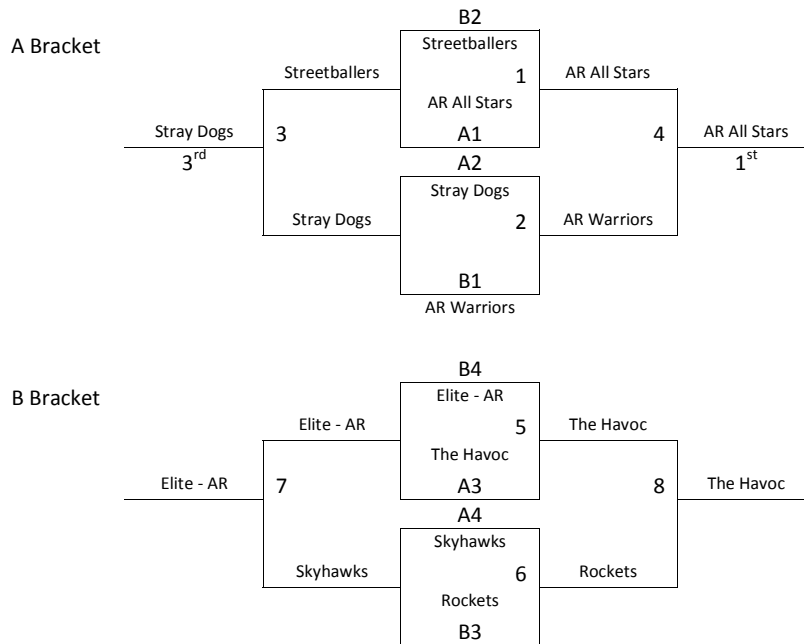 B2
A Bracket
Streetballers
Streetballers
1
AR All Stars
AR All Stars
Stray Dogs
3
A1
4
AR All Stars
3rd
A2
1st
Stray Dogs
Stray Dogs
2
AR Warriors
B1
AR Warriors
B4
B Bracket
Elite - AR
Elite - AR
5
The Havoc
The Havoc
Elite - AR
7
A3
8
The Havoc
A4
Skyhawks
Skyhawks
6
Rockets
Rockets
B3